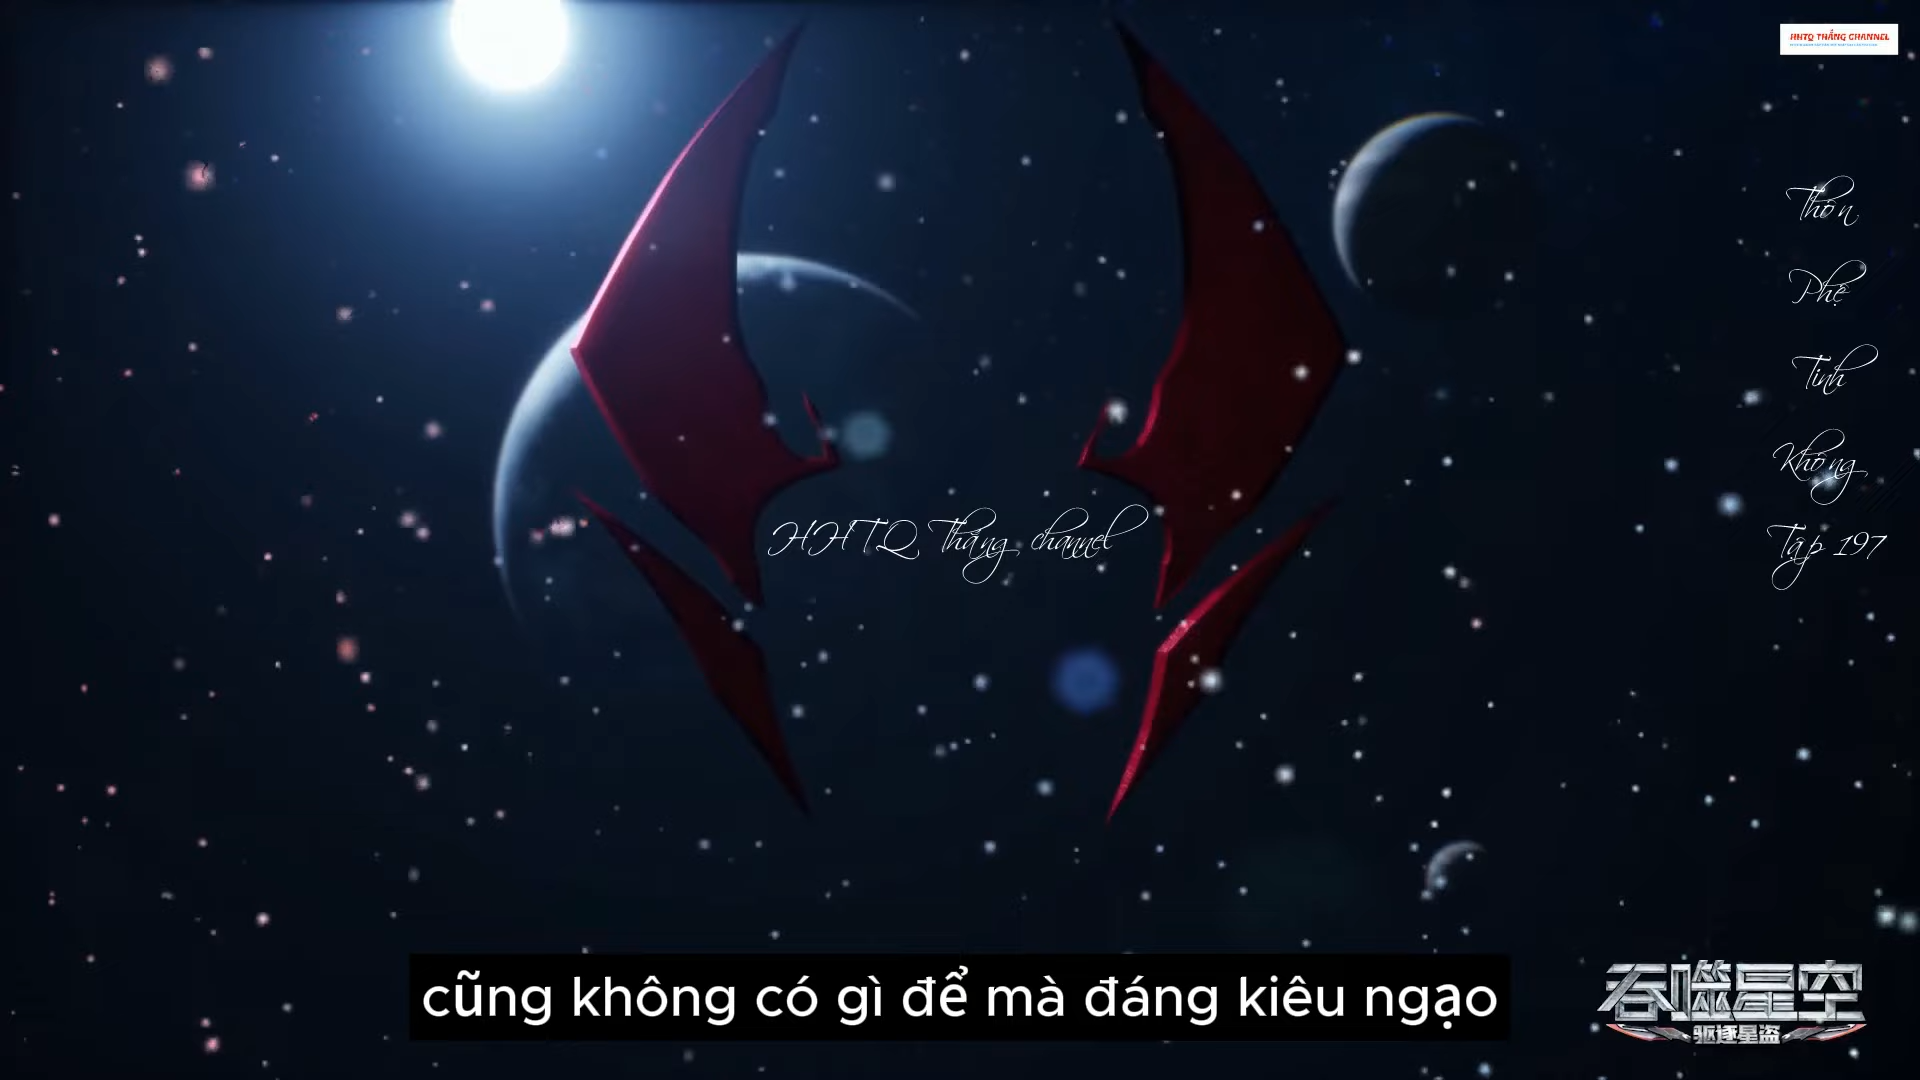 HHTQ THẮNG CHANNEL
Thôn
Phệ
Tinh
Không
Tập 197
HHTQ Thắng channel
cũng không có gì để mà đáng kiêu ngạo
吞噬星空
驱逐星盗